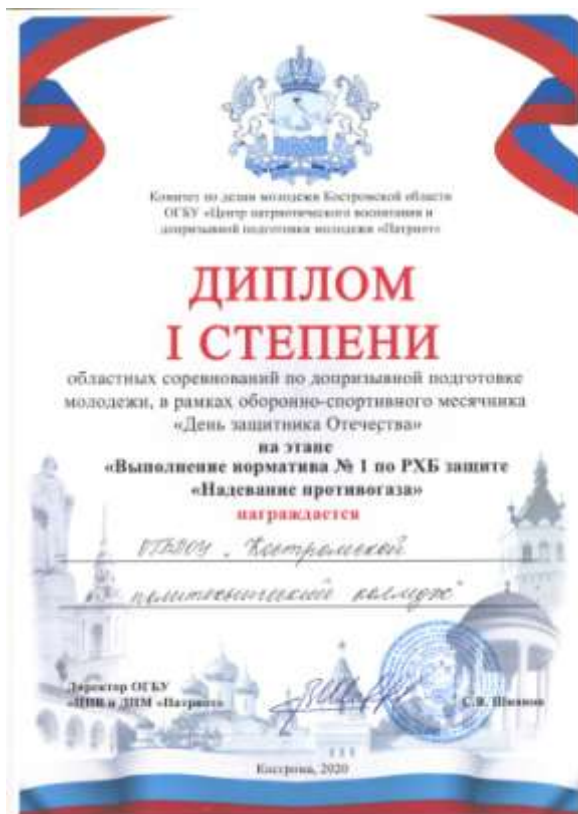 Комитет по делам молодежи Костромской области
ОГБУ «Центр патриотического воспитания и
допризывной подготовки молодежи «Патриот»
ДИПЛОМ
I СТЕПЕНИ
областных соревнований по допризывной подготовке
молодежи, в рамках оборонно-спортивного месячника
«День защитника Отечества»
на этапе
«Выполнение норматива № 1 по РХБ защите
«Надевание противогаза»
награждается
ОГБПОУ „Костромской
политехнический колледж"
Директор ОГБУ
«ЦПВ и ДПМ «Патриот»
С.В.
Кострома, 2020